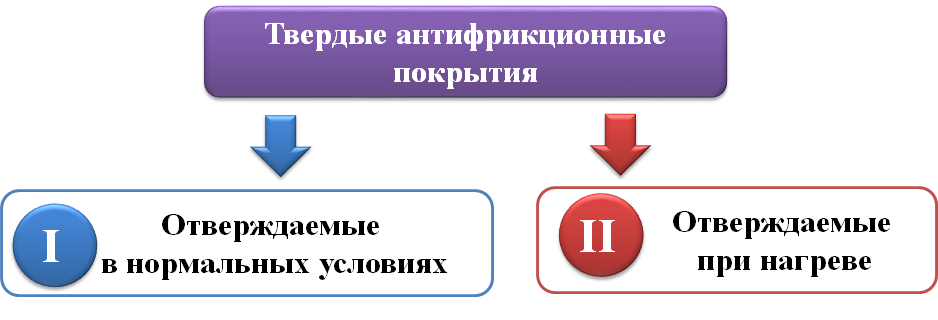 Твердые антифрикционные
покрытия
I
Отверждаемые
в нормальных условиях
II
Отверждаемые
при нагреве